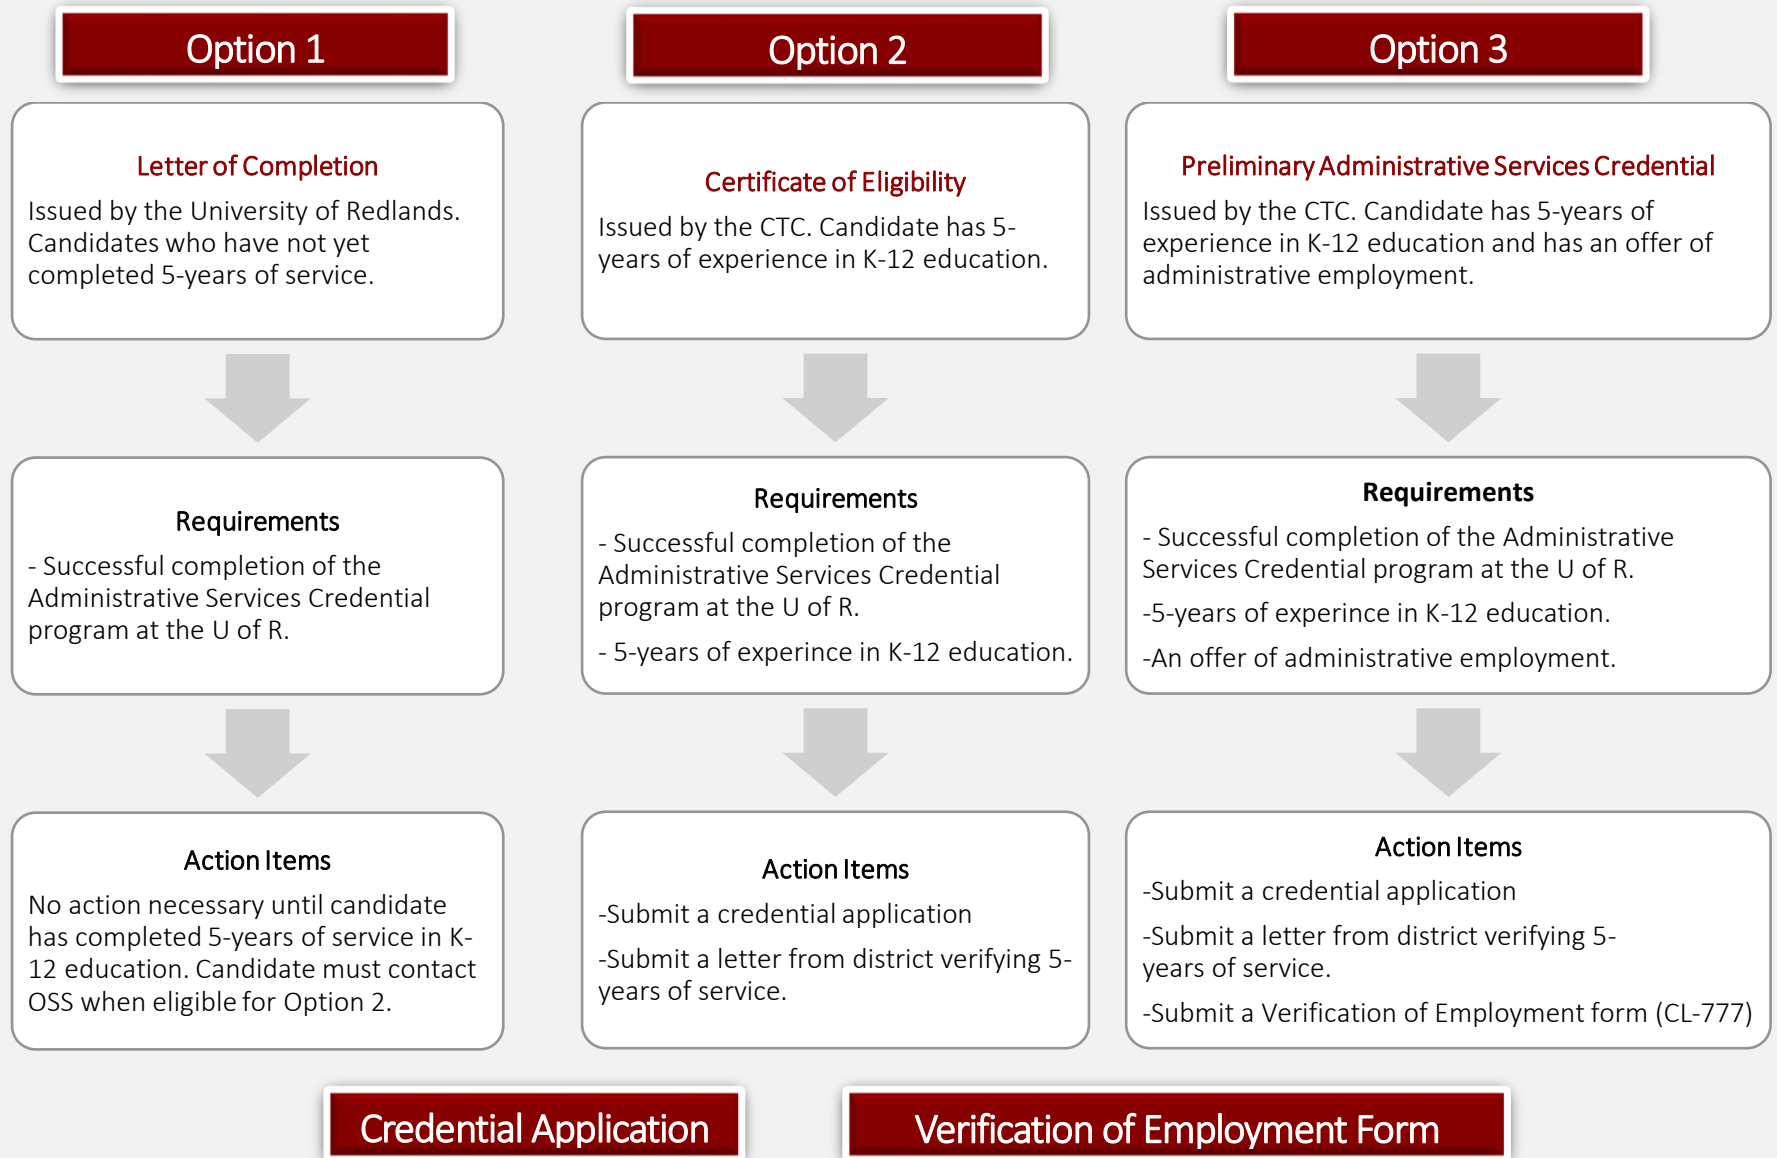 Option 1
Option 2
Option 3
Letter of Completion
Issued by the University of Redlands.
Candidates who have not yet
completed 5-years of service.
Certificate of Eligibility
Issued by the CTC. Candidate has 5-
years of experience in K-12 education.
Preliminary Administrative Services Credential
Issued by the CTC. Candidate has 5-years of
experience in K-12 education and has an offer of
administrative employment.
Requirements
- Successful completion of the
Administrative Services Credential
program at the U of R.
Requirements
- Successful completion of the
Administrative Services Credential
program at the U of R.
- 5-years of experince in K-12 education.
Requirements
- Successful completion of the Administrative
Services Credential program at the U of R.
-5-years of experince in K-12 education.
-An offer of administrative employment.
Action Items
No action necessary until candidate
has completed 5-years of service in K-
12 education. Candidate must contact
OSS when eligible for Option 2.
Action Items
-Submit a credential application
-Submit a letter from district verifying 5-
years of service.
Action Items
-Submit a credential application
-Submit a letter from district verifying 5-
years of service.
-Submit a Verification of Employment form (CL-777)
Credential Application
Verification of Employment Form